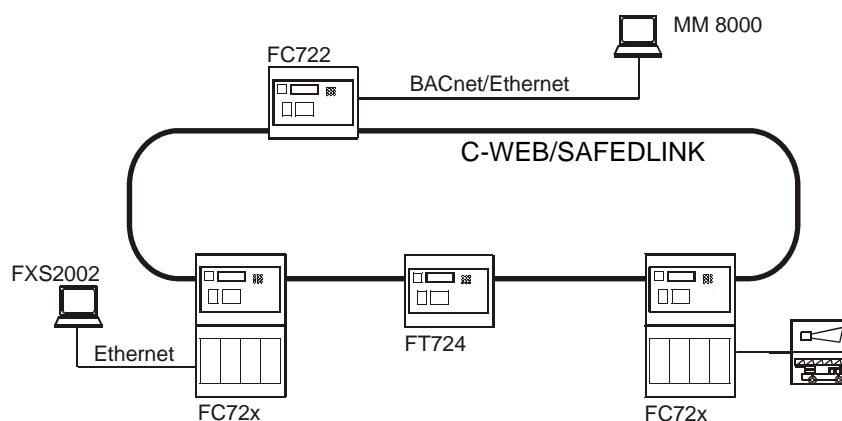 MM 8000
FC722
BACnet/Ethernet
C-WEB/SAFEDLINK
FXS2002
Ethernet
FT724
FC72x
FC72x